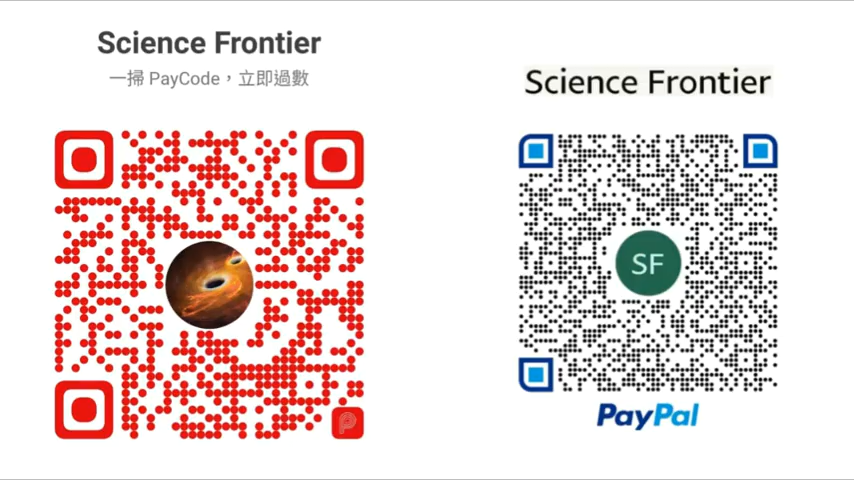 Science Frontier
一掃 PayCode，立即過數
Science Frontier
SF
PayPal